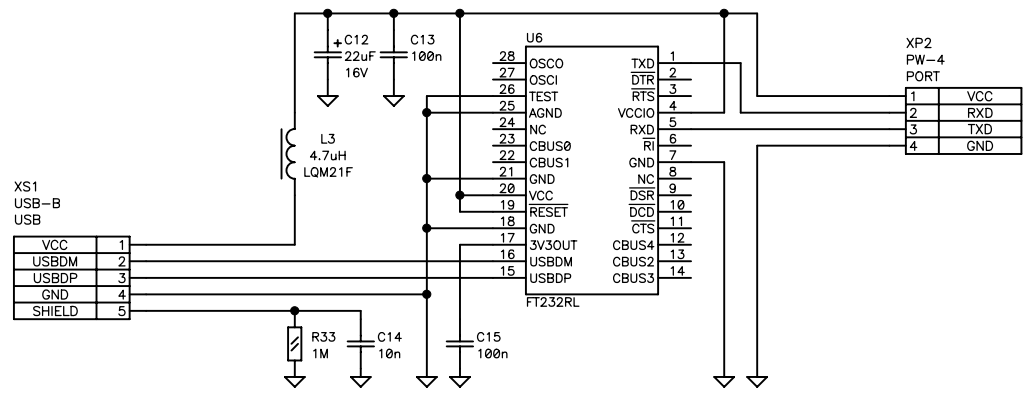 C12
22uF
16V
C13
100n
U6
28 OSCO
27 OSCI
26 TEST
25 AGND
24 NC
23 CBUS0
22 CBUS1
21 GND
20 VCC
19 RESET
18 GND
17 3V3OUT
16 USBDM
15 USBDP
TXD 1
DTR 2
RTS 3
VCCIO 4
RXD 5
RI 6
GND 7
NC 8
DSR 9
DCD 10
CTS 11
CBUS4 12
CBUS2 13
CBUS3 14
FT232RL
XP2
PW-4
PORT
1 VCC
2 RXD
3 TXD
4 GND
L3
4.7uH
LQM21F
XS1
USB-B
USB
VCC 1
USBDM 2
USBDP 3
GND 4
SHIELD 5
R33
1M
C14
10n
C15
100n